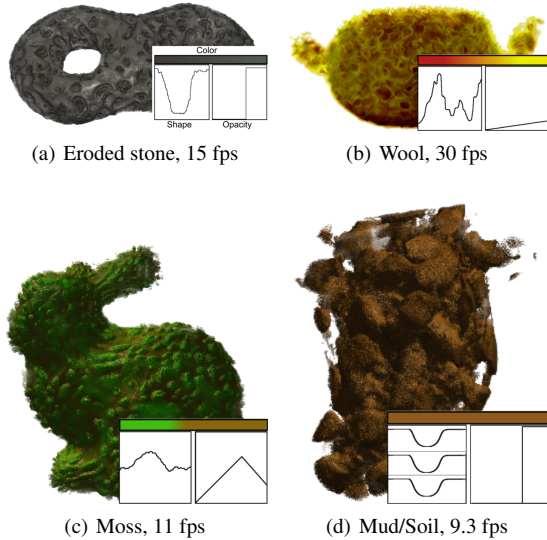 Color
Shape
Opacity
(a) Eroded stone, 15 fps
(b) Wool, 30 fps
(c) Moss, 11 fps
(d) Mud/Soil, 9.3 fps